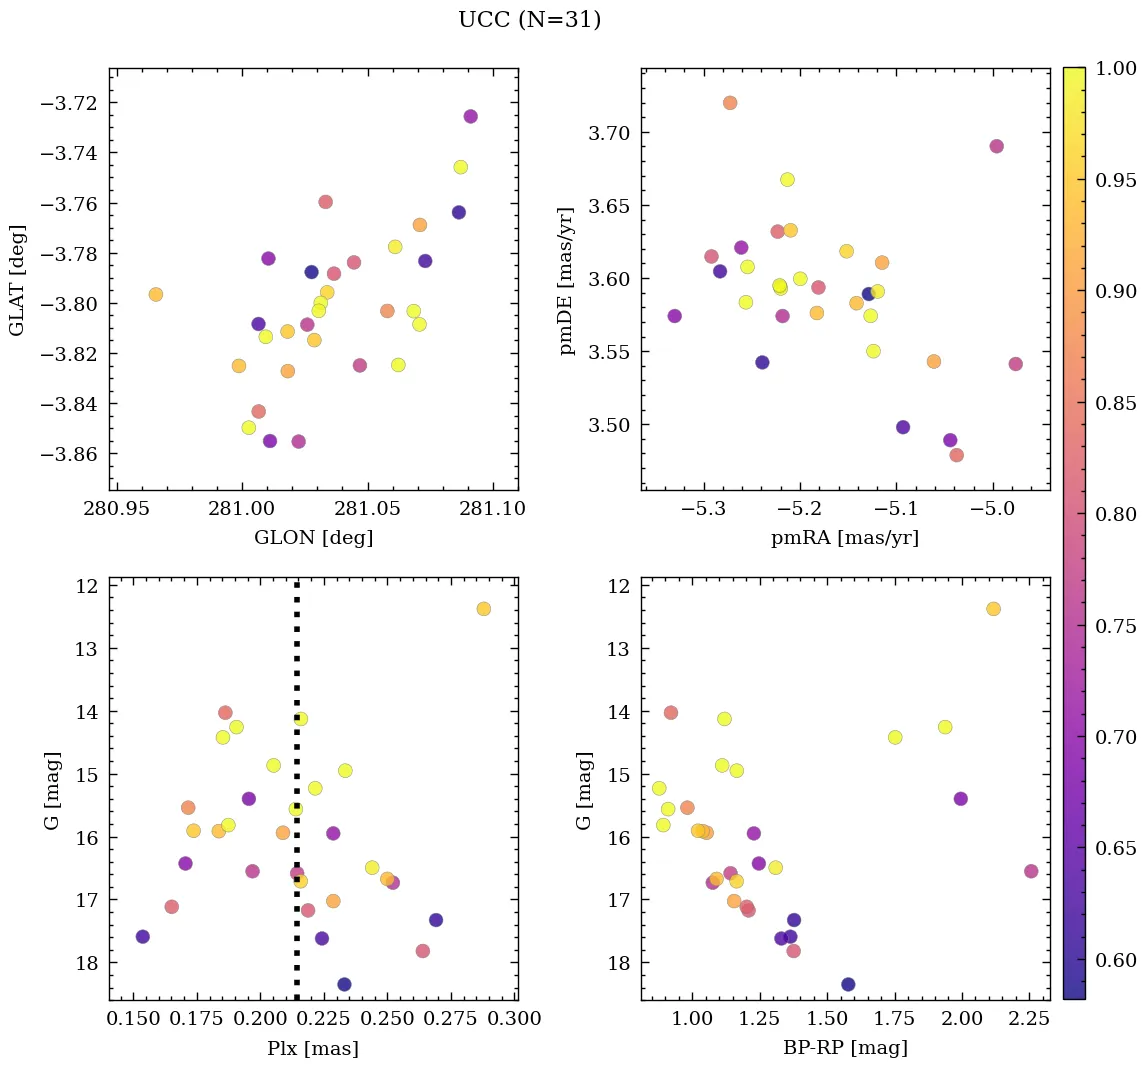 UCC (N=31)
−3.72
−3.74
−3.76
−3.78
−3.80
−3.82
−3.84
−3.86
GLAT [deg]
280.95 281.00 281.05 281.10
GLON [deg]
3.70
3.65
3.60
3.55
3.50
pmDE [mas/yr]
−5.3 −5.2 −5.1 −5.0
pmRA [mas/yr]
12
13
14
15
16
17
18
G [mag]
0.150 0.175 0.200 0.225 0.250 0.275 0.300
Plx [mas]
12
13
14
15
16
17
18
G [mag]
1.00 1.25 1.50 1.75 2.00 2.25
BP-RP [mag]
1.00
0.95
0.90
0.85
0.80
0.75
0.70
0.65
0.60